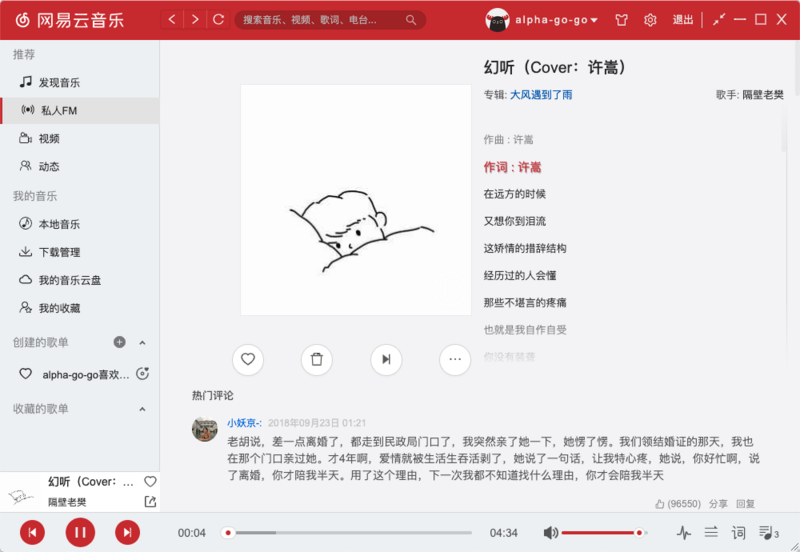 网易云音乐
搜索音乐、视频、歌词、电台...
alpha-go-go
退出
推荐
发现音乐
私人FM
视频
动态
我的音乐
本地音乐
下载管理
我的音乐云盘
我的收藏
创建的歌单
alpha-go-go喜欢...
收藏的歌单
幻听（Cover：许嵩）
专辑: 大风遇到了雨
歌手: 隔壁老樊
作曲 : 许嵩
作词 : 许嵩
在远方的时候
又想你到泪流
这矫情的措辞结构
经历过的人会懂
那些不堪言的疼痛
也就是我自作自受
你没有装聋
热门评论
小妖京-: 2018年09月23日 01:21
老胡说，差一点离婚了，都走到民政局门口了，我突然亲了她一下，她愣了愣。我们领结婚证的那天，我也
在那个门口亲过她。才4年啊，爱情就被生活生吞活剥了，她说了一句话，让我特心疼，她说，你好忙啊，说
了离婚，你才陪我半天。用了这个理由，下一次我都不知道找什么理由，你才会陪我半天
(96550) 分享 回复
幻听（Cover: ...
隔壁老樊
00:04
04:34
词
3